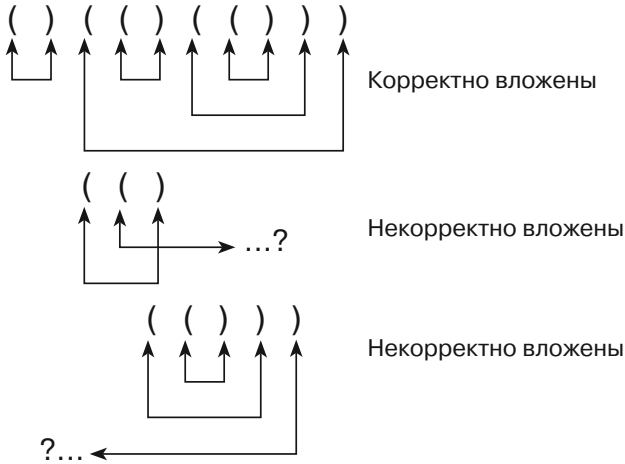 ( ) ( ( ) ( ( ) ) )
Корректно вложены
( ( )
...?
Некорректно вложены
( ( ) ) )
Некорректно вложены
?...